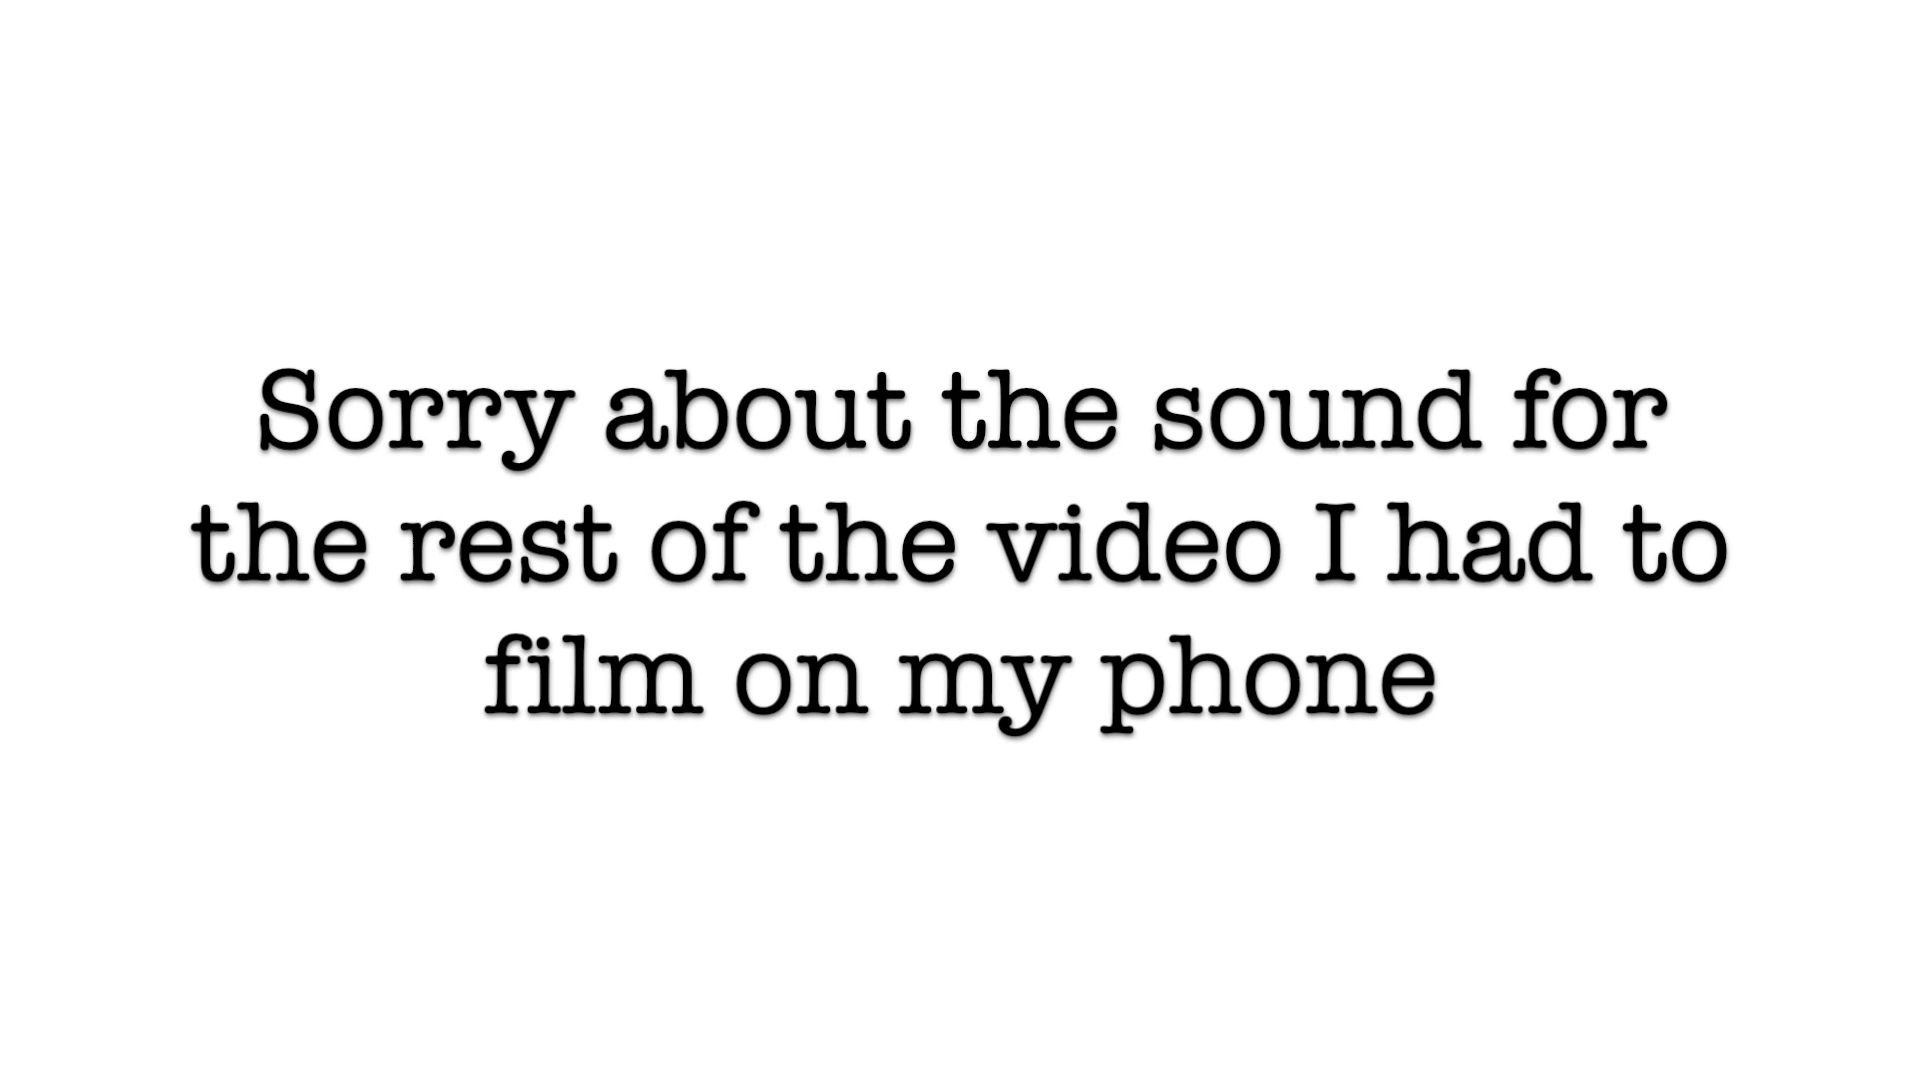 Sorry about the sound for
the rest of the video I had to
film on my phone